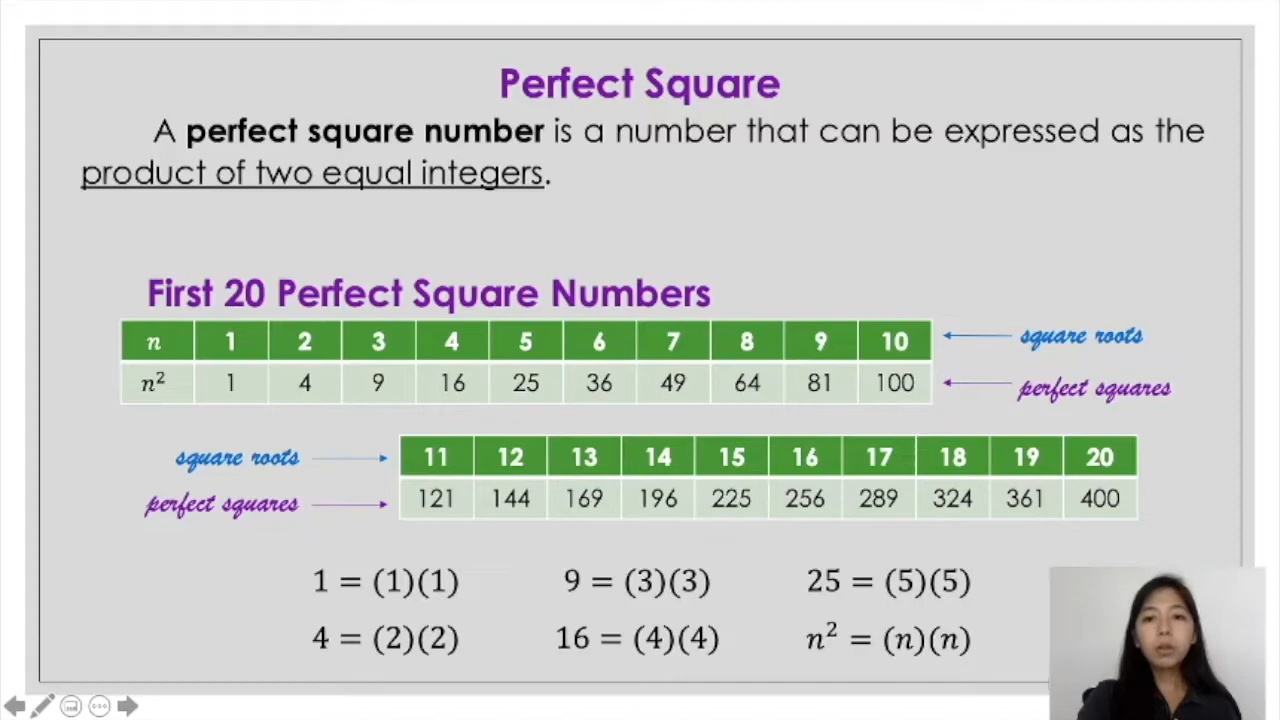 Perfect Square
A perfect square number is a number that can be expressed as the
product of two equal integers.
First 20 Perfect Square Numbers
n 1 2 3 4 5 6 7 8 9 10 square roots
n² 1 4 9 16 25 36 49 64 81 100 perfect squares
square roots 11 12 13 14 15 16 17 18 19 20
perfect squares 121 144 169 196 225 256 289 324 361 400
1 = (1)(1) 9 = (3)(3) 25 = (5)(5)
4 = (2)(2) 16 = (4)(4) n² = (n)(n)